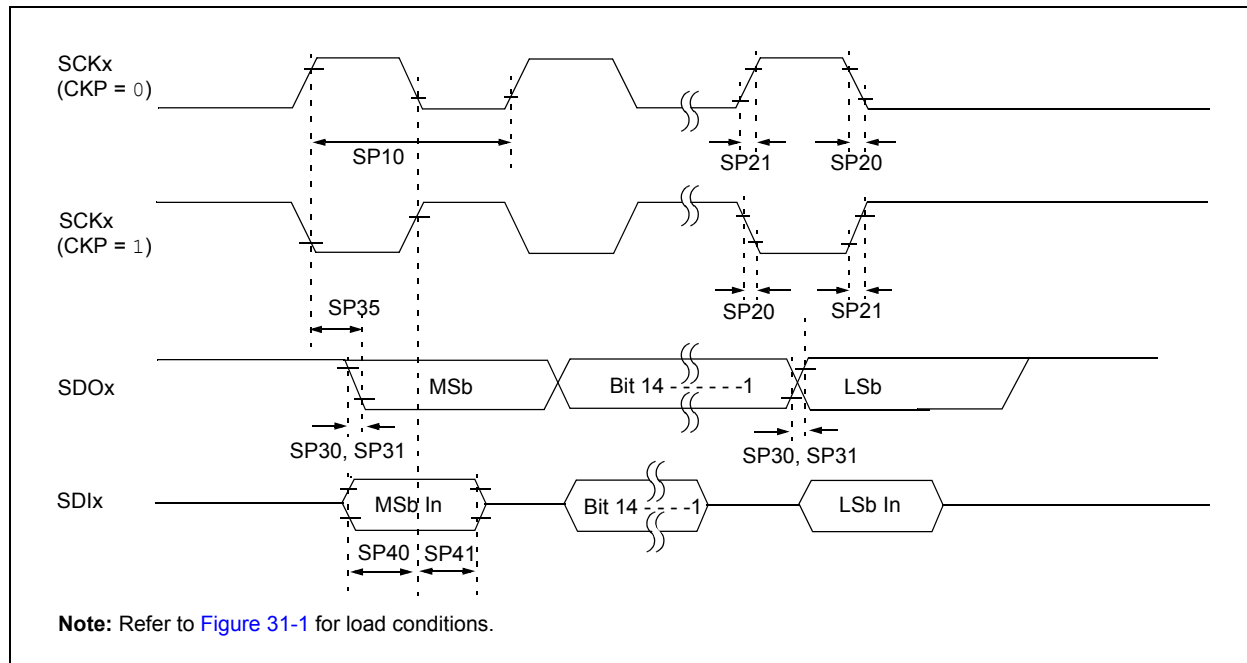 SCKx
(CKP = 0)
SP10
SP21
SP20
SCKx
(CKP = 1)
SP35
SP20
SP21
SDOx
MSb
Bit 14 - - - - - -1
LSb
SP30, SP31
SP30, SP31
SDIx
MSb In
Bit 14 - - - - -1
LSb In
SP40
SP41
Note: Refer to Figure 31-1 for load conditions.